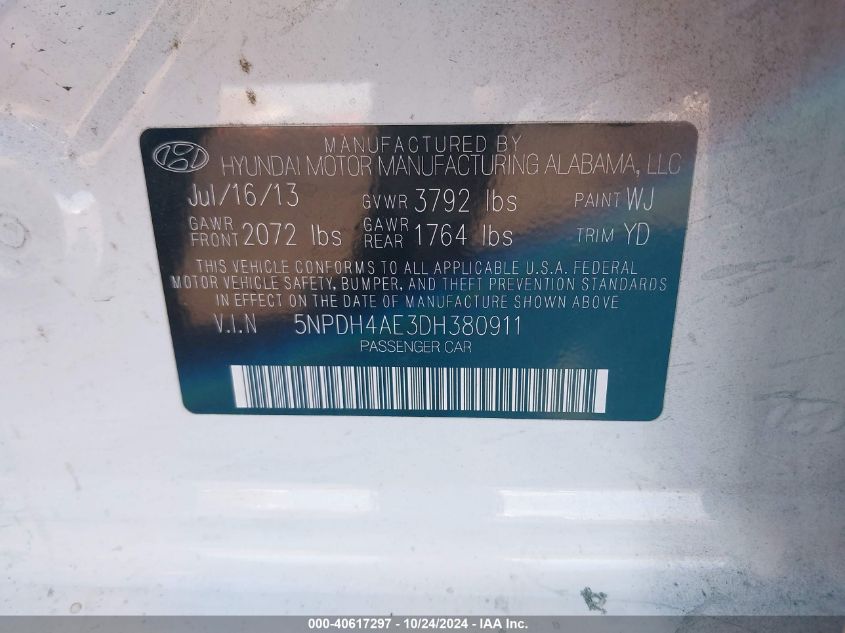 MANUFACTURED BY
HYUNDAI MOTOR MANUFACTURING ALABAMA, LLC
Jul/16/13 GVWR 3792 lbs PAINT WJ
GAWR FRONT 2072 lbs GAWR REAR 1764 lbs TRIM YD
THIS VEHICLE CONFORMS TO ALL APPLICABLE U.S.A. FEDERAL
MOTOR VEHICLE SAFETY, BUMPER, AND THEFT PREVENTION STANDARDS
IN EFFECT ON THE DATE OF MANUFACTURE SHOWN ABOVE
V.I.N 5NPDH4AE3DH380911
PASSENGER CAR
000-40617297 - 10/24/2024 - IAA Inc.